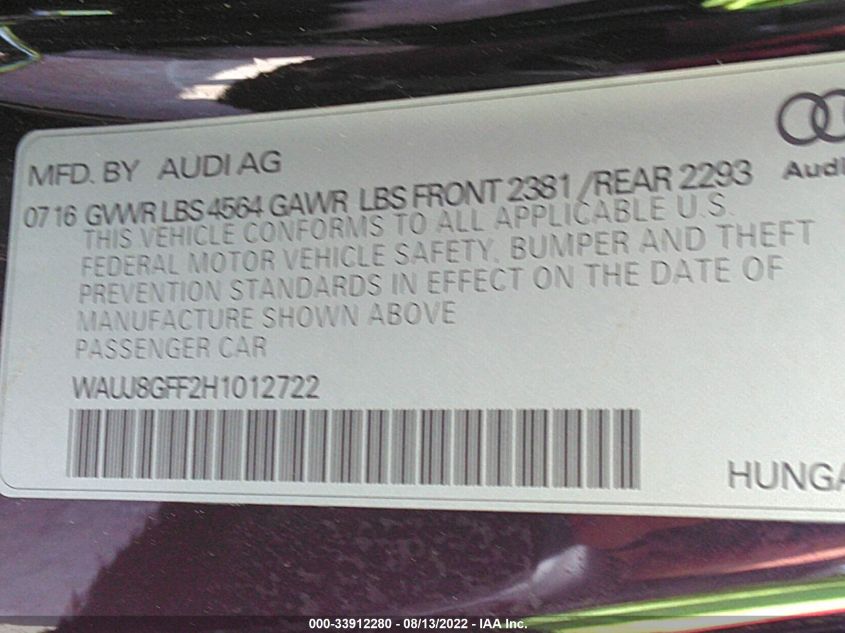 MFD. BY AUDI AG
Audi
07 16 GVWR LBS 4564 GAWR LBS FRONT 2381 /REAR 2293
THIS VEHICLE CONFORMS TO ALL APPLICABLE U.S.
FEDERAL MOTOR VEHICLE SAFETY, BUMPER AND THEFT
PREVENTION STANDARDS IN EFFECT ON THE DATE OF
MANUFACTURE SHOWN ABOVE
PASSENGER CAR
WAUJ8GFF2H1012722
HUNGA
000-33912280 - 08/13/2022 - IAA Inc.